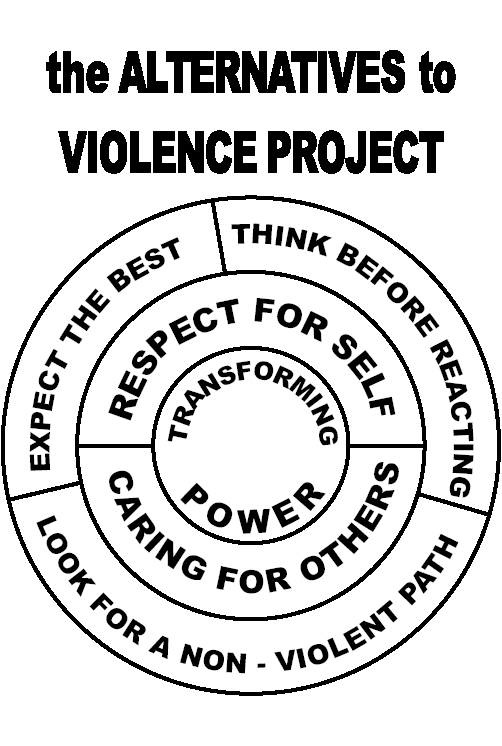 the ALTERNATIVES to
VIOLENCE PROJECT
EXPECT THE BEST
THINK BEFORE REACTING
RESPECT FOR SELF
TRANSFORMING
POWER
CARING FOR OTHERS
LOOK FOR A NON - VIOLENT PATH